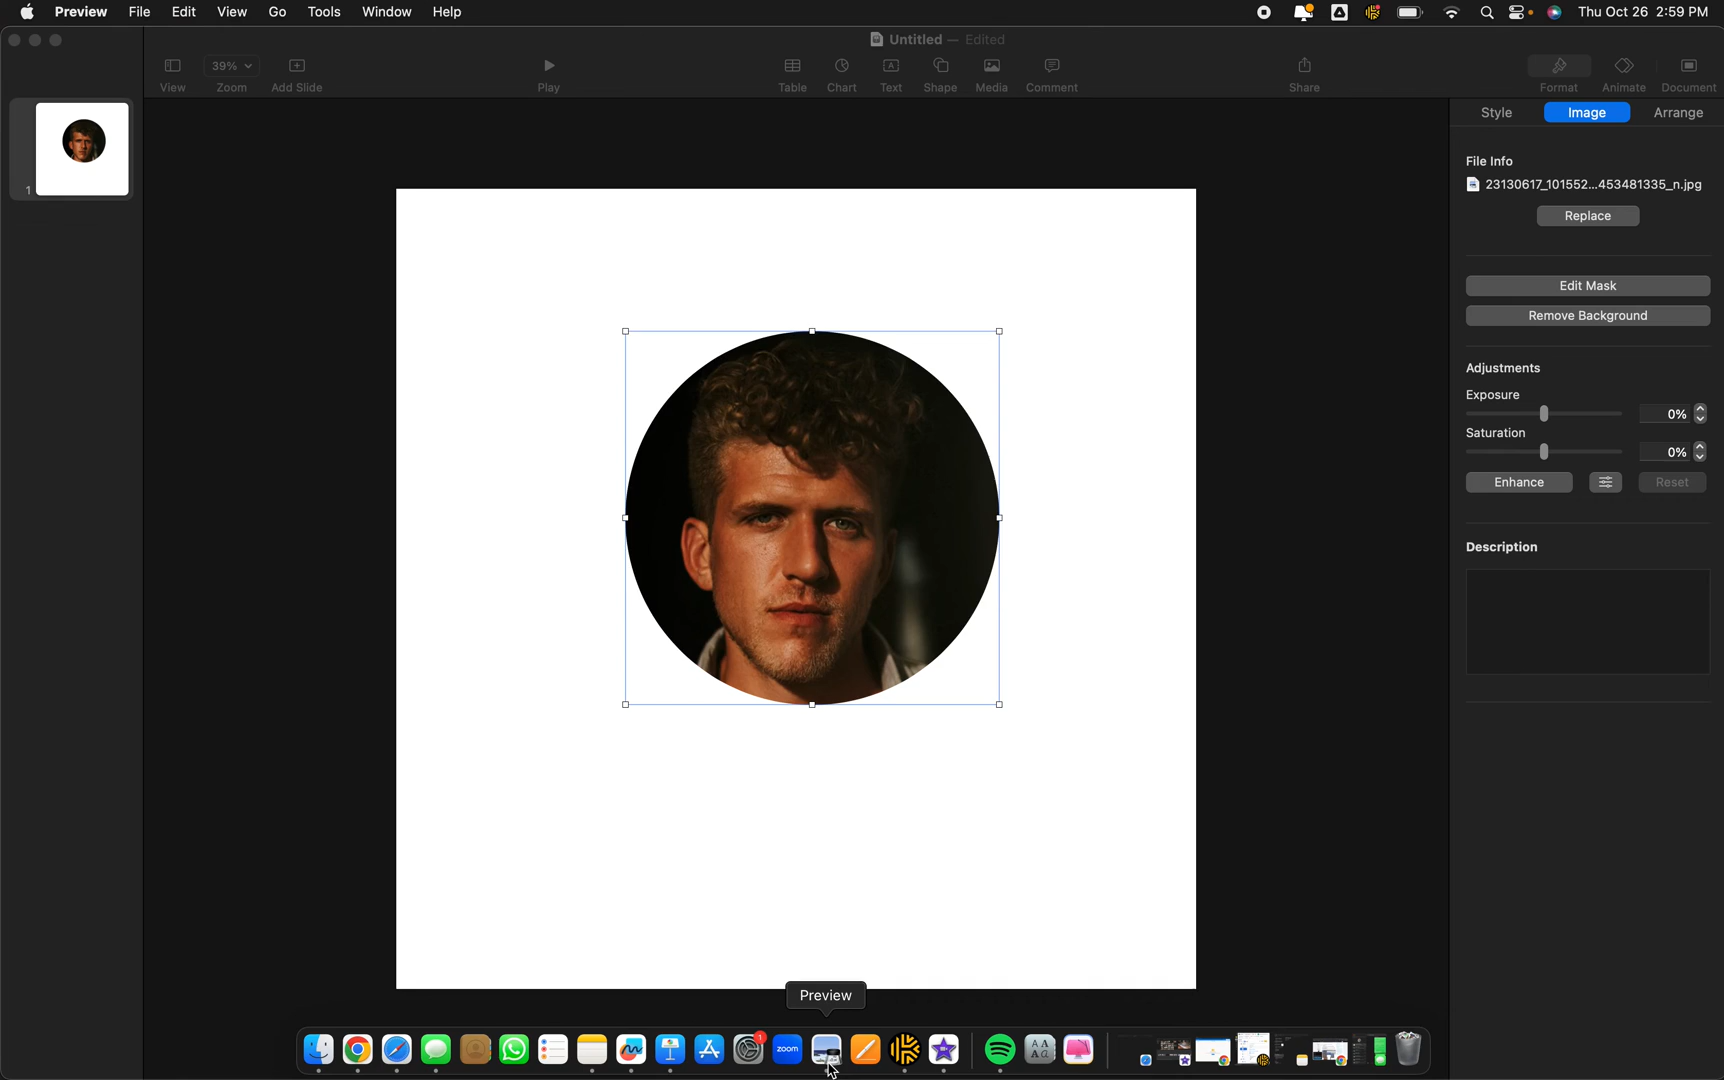 Preview File Edit View Go Tools Window Help Thu Oct 26 2:59 PM
Untitled — Edited
39%
View Zoom Add Slide Play Table Chart Text Shape Media Comment Share Format Animate Document
Style Image Arrange
1
File Info
23130617_101552...453481335_n.jpg
Replace
Edit Mask
Remove Background
Adjustments
Exposure
0%
Saturation
0%
Enhance Reset
Description
Preview
1
zoom